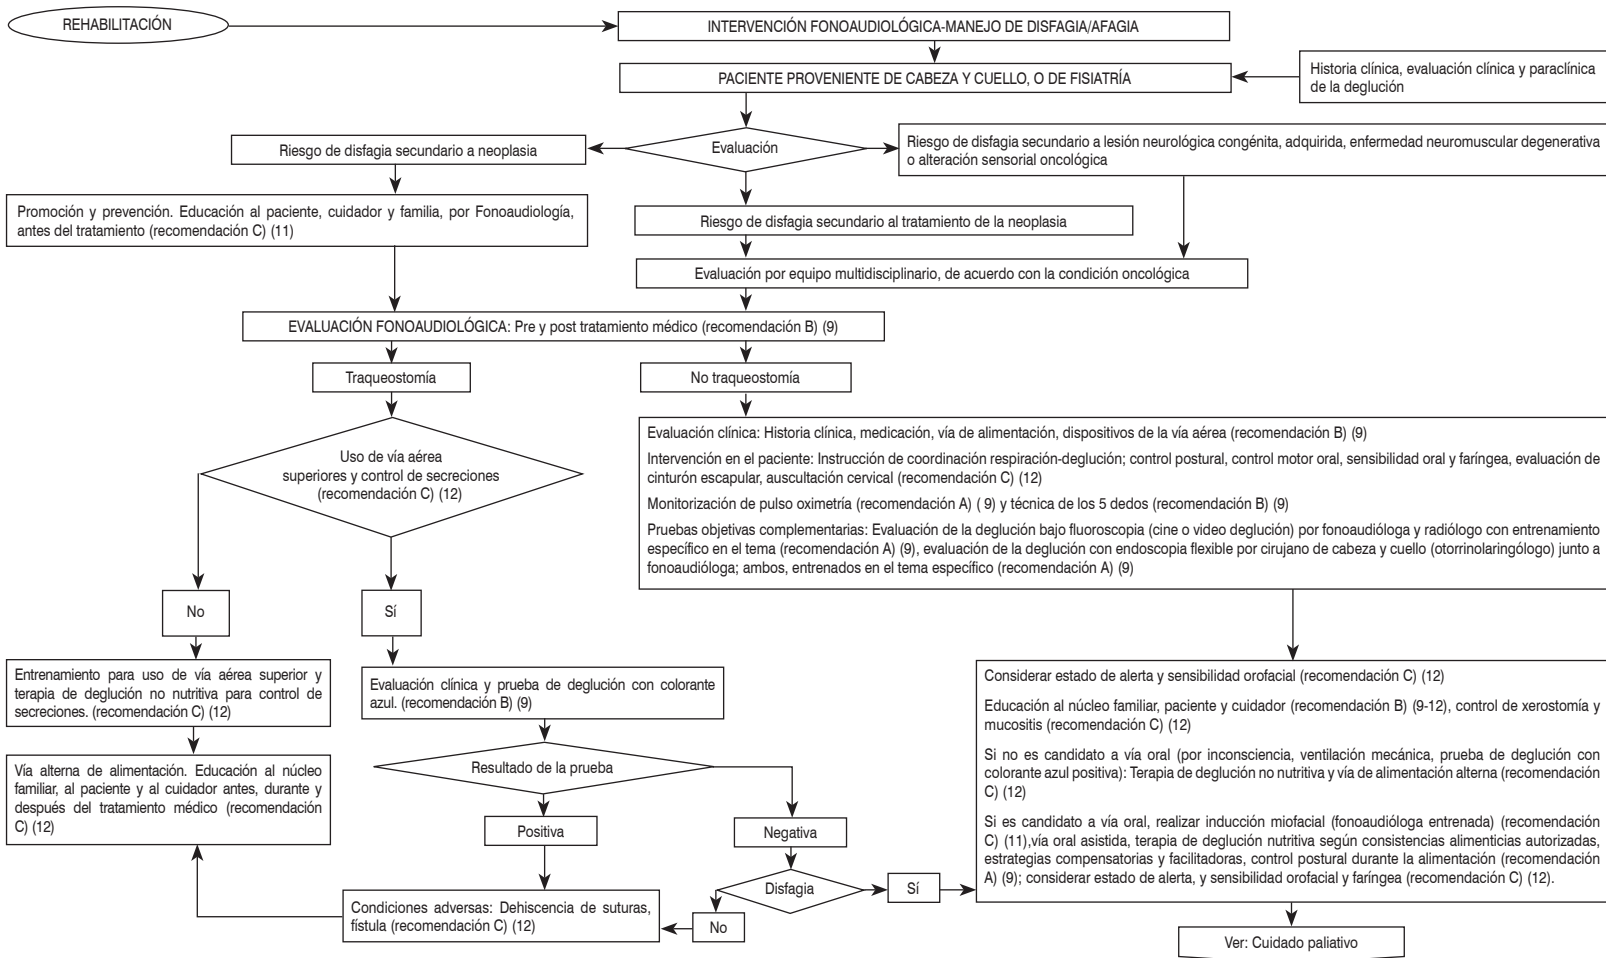 REHABILITACIÓN
INTERVENCIÓN FONOAUDIOLÓGICA-MANEJO DE DISFAGIA/AFAGIA
PACIENTE PROVENIENTE DE CABEZA Y CUELLO, O DE FISIATRÍA
Historia clínica, evaluación clínica y paraclínica
de la deglución
Evaluación
Riesgo de disfagia secundario a neoplasia
Riesgo de disfagia secundario a lesión neurológica congénita, adquirida, enfermedad neuromuscular degenerativa
o alteración sensorial oncológica
Promoción y prevención. Educación al paciente, cuidador y familia, por Fonoaudiología,
antes del tratamiento (recomendación C) (11)
Riesgo de disfagia secundario al tratamiento de la neoplasia
Evaluación por equipo multidisciplinario, de acuerdo con la condición oncológica
EVALUACIÓN FONOAUDIOLÓGICA: Pre y post tratamiento médico (recomendación B) (9)
Traqueostomía
No traqueostomía
Uso de vía aérea
superiores y control de secreciones
(recomendación C) (12)
Evaluación clínica: Historia clínica, medicación, vía de alimentación, dispositivos de la vía aérea (recomendación B) (9)
Intervención en el paciente: Instrucción de coordinación respiración-deglución; control postural, control motor oral, sensibilidad oral y faríngea, evaluación de
cinturón escapular, auscultación cervical (recomendación C) (12)
Monitorización de pulso oximetría (recomendación A) ( 9) y técnica de los 5 dedos (recomendación B) (9)
Pruebas objetivas complementarias: Evaluación de la deglución bajo fluoroscopia (cine o video deglución) por fonoaudióloga y radiólogo con entrenamiento
específico en el tema (recomendación A) (9), evaluación de la deglución con endoscopia flexible por cirujano de cabeza y cuello (otorrinolaringólogo) junto a
fonoaudióloga; ambos, entrenados en el tema específico (recomendación A) (9)
No
Sí
Entrenamiento para uso de vía aérea superior y
terapia de deglución no nutritiva para control de
secreciones. (recomendación C) (12)
Evaluación clínica y prueba de deglución con colorante
azul. (recomendación B) (9)
Considerar estado de alerta y sensibilidad orofacial (recomendación C) (12)
Educación al núcleo familiar, paciente y cuidador (recomendación B) (9-12), control de xerostomía y
mucositis (recomendación C) (12)
Si no es candidato a vía oral (por inconsciencia, ventilación mecánica, prueba de deglución con
colorante azul positiva): Terapia de deglución no nutritiva y vía de alimentación alterna (recomendación
C) (12)
Si es candidato a vía oral, realizar inducción miofacial (fonoaudióloga entrenada) (recomendación
C) (11),vía oral asistida, terapia de deglución nutritiva según consistencias alimenticias autorizadas,
estrategias compensatorias y facilitadoras, control postural durante la alimentación (recomendación
A) (9); considerar estado de alerta, y sensibilidad orofacial y faríngea (recomendación C) (12).
Vía alterna de alimentación. Educación al núcleo
familiar, al paciente y al cuidador antes, durante y
después del tratamiento médico (recomendación
C) (12)
Resultado de la prueba
Positiva
Negativa
Disfagia
Sí
No
Condiciones adversas: Dehiscencia de suturas,
fístula (recomendación C) (12)
Ver: Cuidado paliativo